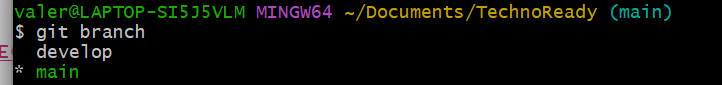 valer@LAPTOP-SI5J5VLM MINGW64 ~/Documents/TechnoReady (main)
$ git branch
  develop
* main